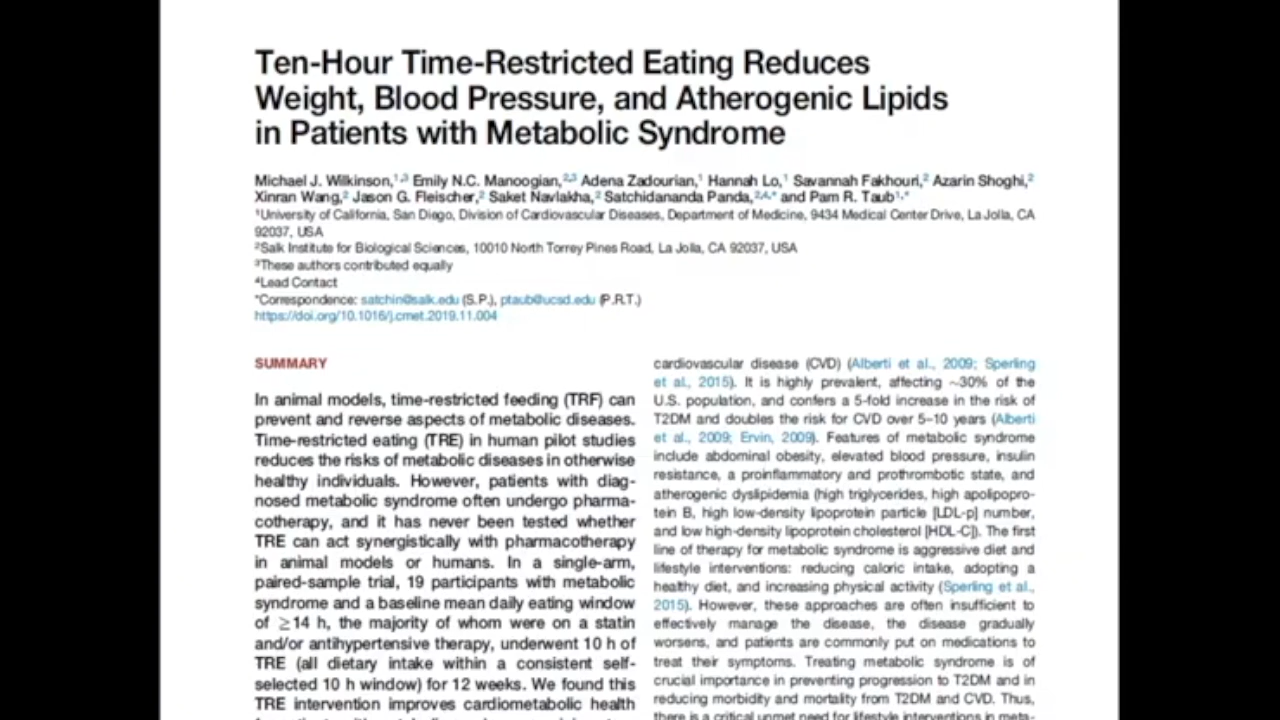 Ten-Hour Time-Restricted Eating Reduces
Weight, Blood Pressure, and Atherogenic Lipids
in Patients with Metabolic Syndrome
Michael J. Wilkinson,1,3 Emily N.C. Manoogian,2,3 Adena Zadourian,1 Hannah Lo,1 Savannah Fakhouri,2 Azarin Shoghi,2
Xinran Wang,2 Jason G. Fleischer,2 Saket Navlakha,2 Satchidananda Panda,2,4,* and Pam R. Taub1,*
1University of California, San Diego, Division of Cardiovascular Diseases, Department of Medicine, 9434 Medical Center Drive, La Jolla, CA
92037, USA
2Salk Institute for Biological Sciences, 10010 North Torrey Pines Road, La Jolla, CA 92037, USA
3These authors contributed equally
4Lead Contact
*Correspondence: satchin@salk.edu (S.P.), ptaub@ucsd.edu (P.R.T.)
https://doi.org/10.1016/j.cmet.2019.11.004
SUMMARY
In animal models, time-restricted feeding (TRF) can
prevent and reverse aspects of metabolic diseases.
Time-restricted eating (TRE) in human pilot studies
reduces the risks of metabolic diseases in otherwise
healthy individuals. However, patients with diag-
nosed metabolic syndrome often undergo pharma-
cotherapy, and it has never been tested whether
TRE can act synergistically with pharmacotherapy
in animal models or humans. In a single-arm,
paired-sample trial, 19 participants with metabolic
syndrome and a baseline mean daily eating window
of ≥14 h, the majority of whom were on a statin
and/or antihypertensive therapy, underwent 10 h of
TRE (all dietary intake within a consistent self-
selected 10 h window) for 12 weeks. We found this
TRE intervention improves cardiometabolic health
cardiovascular disease (CVD) (Alberti et al., 2009; Sperling
et al., 2015). It is highly prevalent, affecting ~30% of the
U.S. population, and confers a 5-fold increase in the risk of
T2DM and doubles the risk for CVD over 5–10 years (Alberti
et al., 2009; Ervin, 2009). Features of metabolic syndrome
include abdominal obesity, elevated blood pressure, insulin
resistance, a proinflammatory and prothrombotic state, and
atherogenic dyslipidemia (high triglycerides, high apolipopro-
tein B, high low-density lipoprotein particle [LDL-p] number,
and low high-density lipoprotein cholesterol [HDL-C]). The first
line of therapy for metabolic syndrome is aggressive diet and
lifestyle interventions: reducing caloric intake, adopting a
healthy diet, and increasing physical activity (Sperling et al.,
2015). However, these approaches are often insufficient to
effectively manage the disease, the disease gradually
worsens, and patients are commonly put on medications to
treat their symptoms. Treating metabolic syndrome is of
crucial importance in preventing progression to T2DM and in
reducing morbidity and mortality from T2DM and CVD. Thus,
there is a critical unmet need for lifestyle interventions in meta-